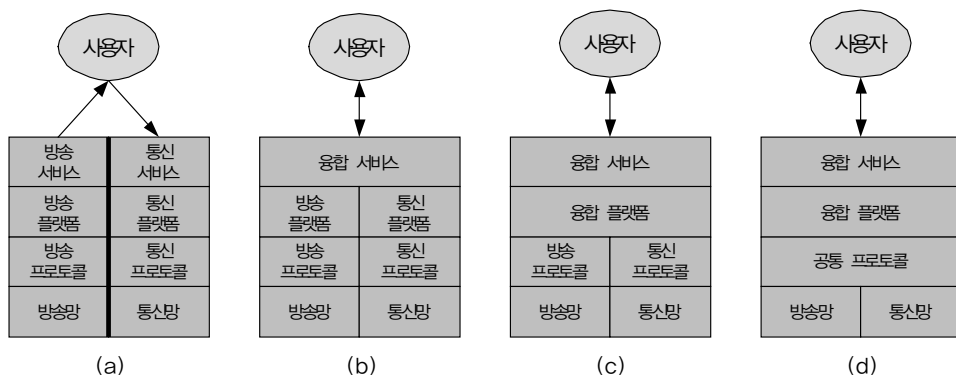 사용자
사용자
사용자
사용자
방송
서비스
통신
서비스
방송
플랫폼
통신
플랫폼
방송
프로토콜
통신
프로토콜
방송망
통신망
융합 서비스
방송
플랫폼
통신
플랫폼
방송
프로토콜
통신
프로토콜
방송망
통신망
융합 서비스
융합 플랫폼
방송
프로토콜
통신
프로토콜
방송망
통신망
융합 서비스
융합 플랫폼
공통 프로토콜
방송망
통신망
(a)
(b)
(c)
(d)